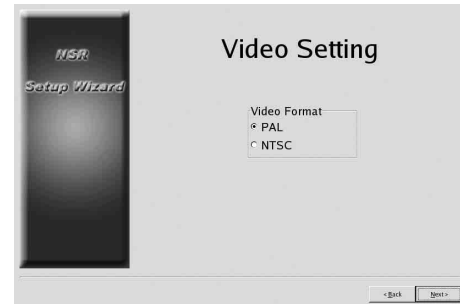 NSR
Setup Wizard
Video Setting
Video Format
PAL
NTSC
<Back
Next>